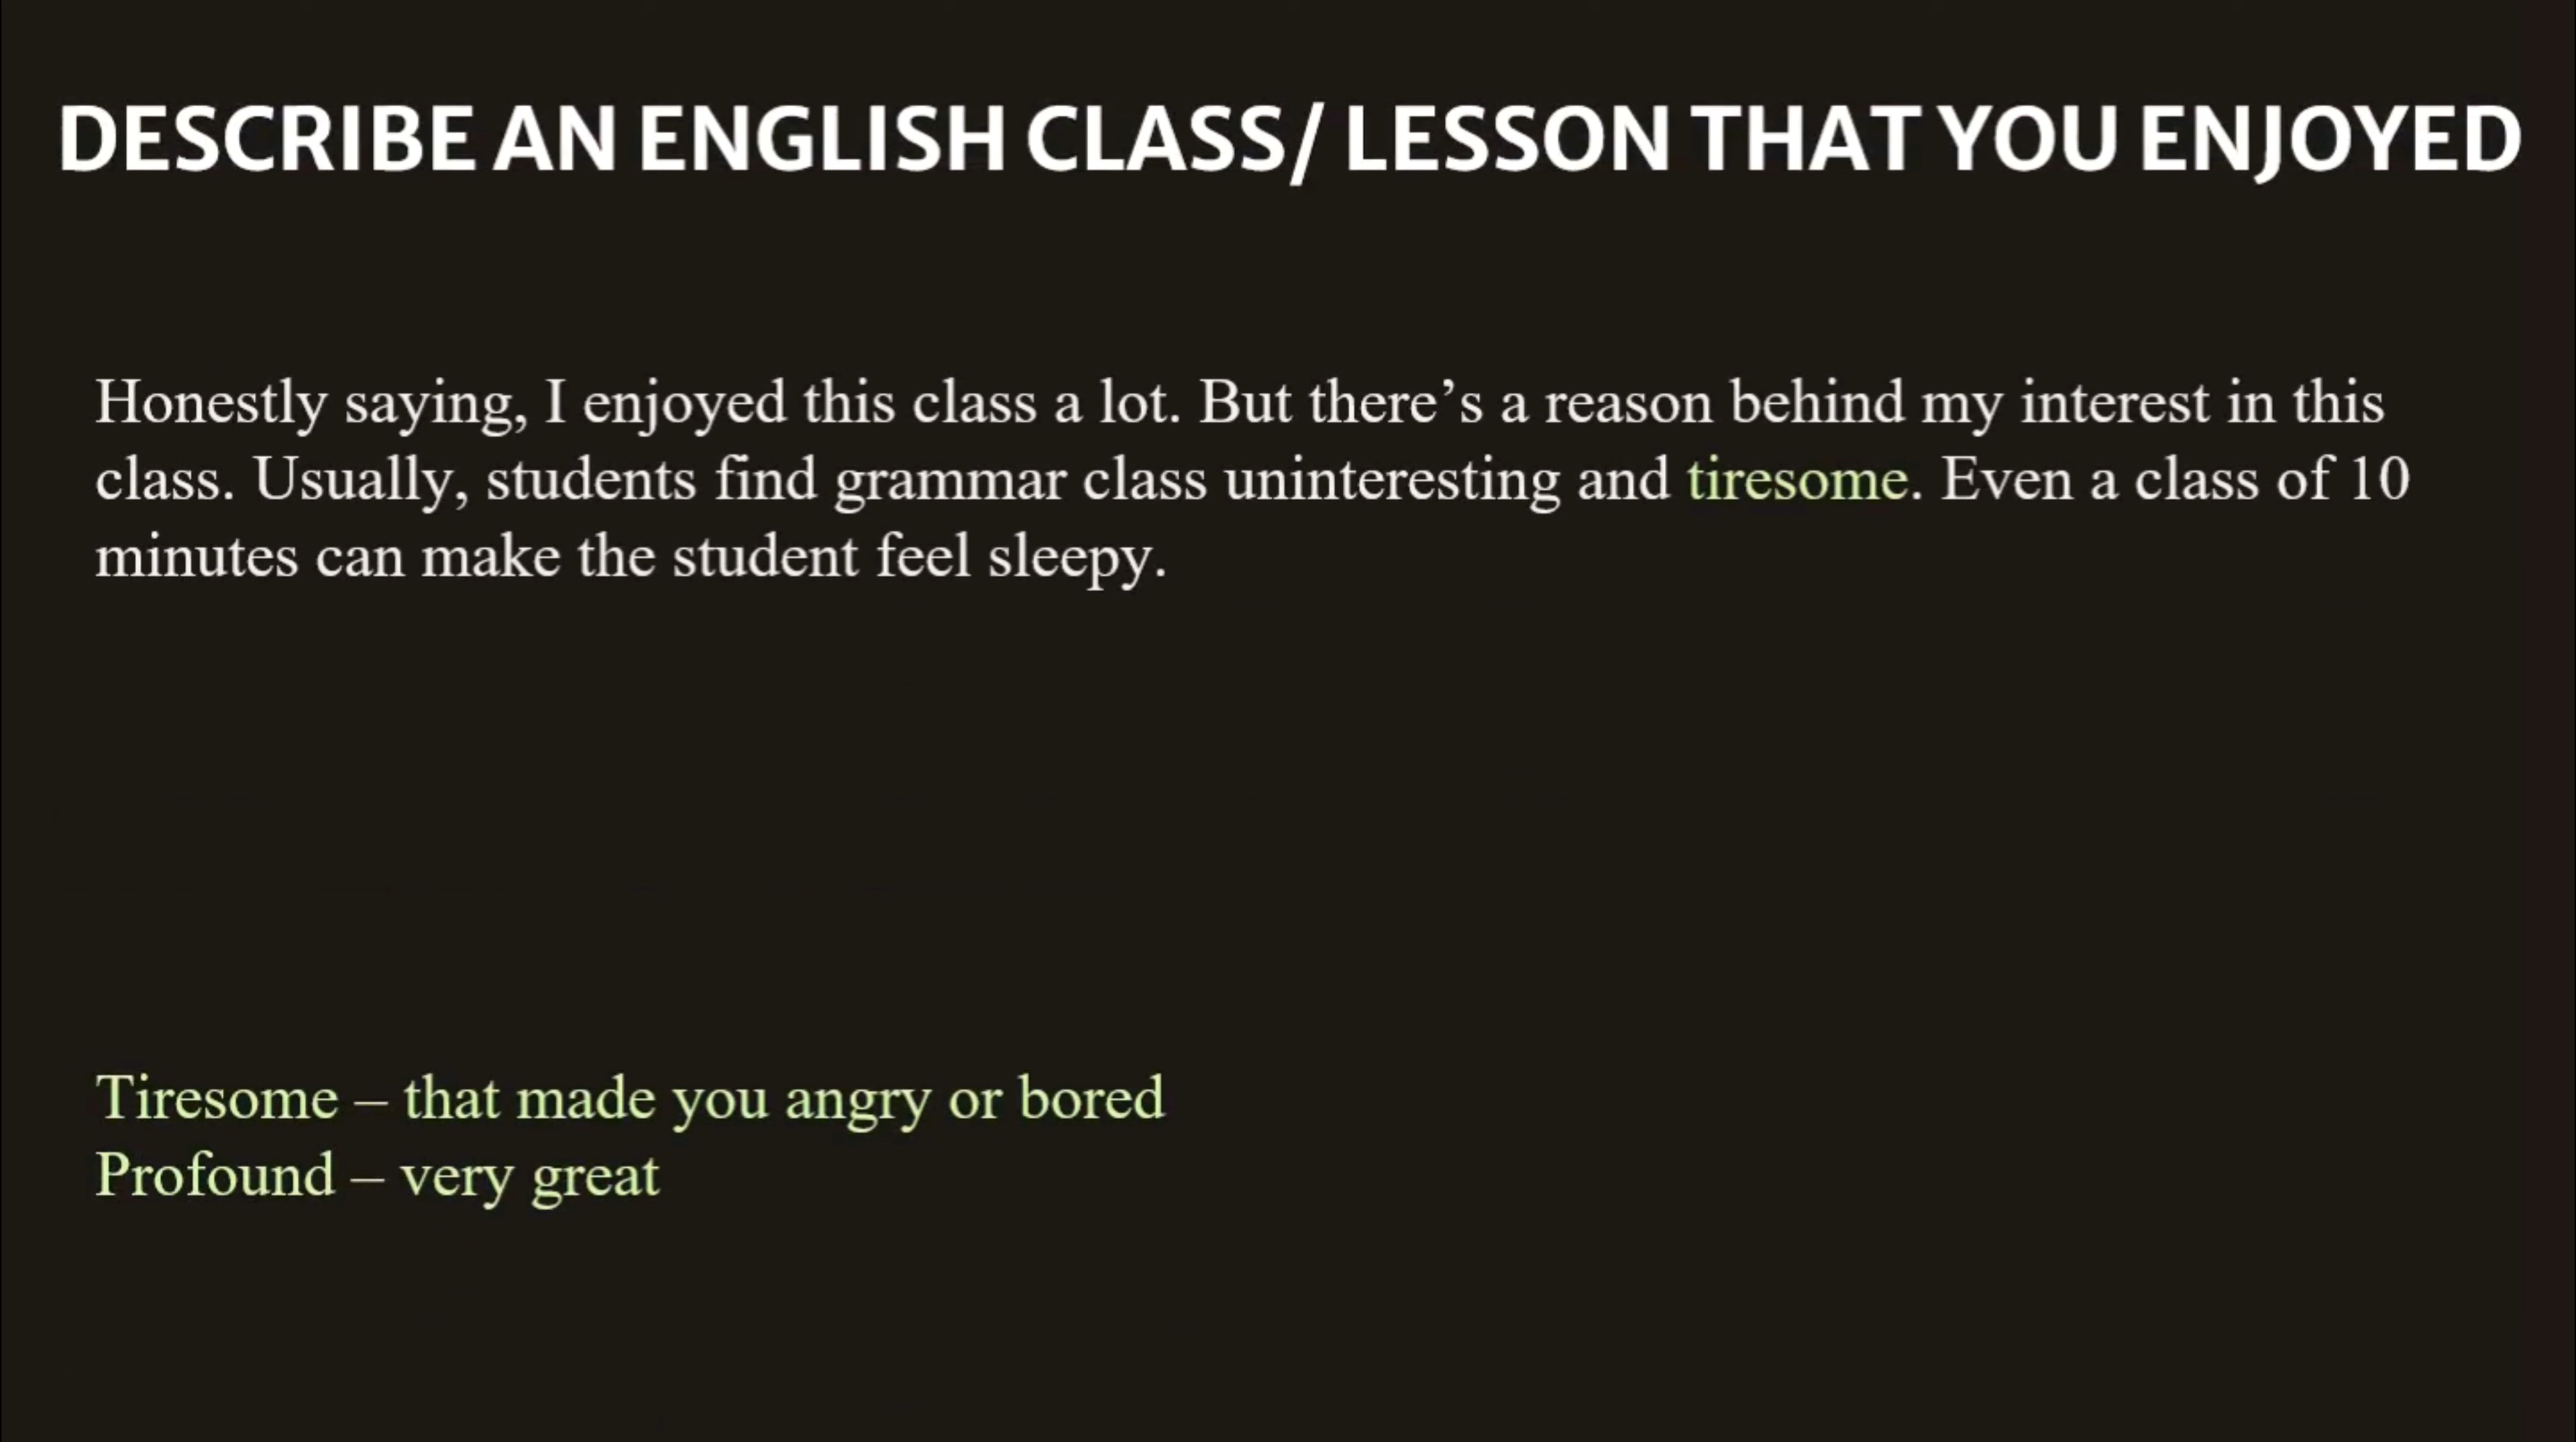 DESCRIBE AN ENGLISH CLASS/ LESSON THAT YOU ENJOYED
Honestly saying, I enjoyed this class a lot. But there’s a reason behind my interest in this
class. Usually, students find grammar class uninteresting and tiresome. Even a class of 10
minutes can make the student feel sleepy.
Tiresome – that made you angry or bored
Profound – very great